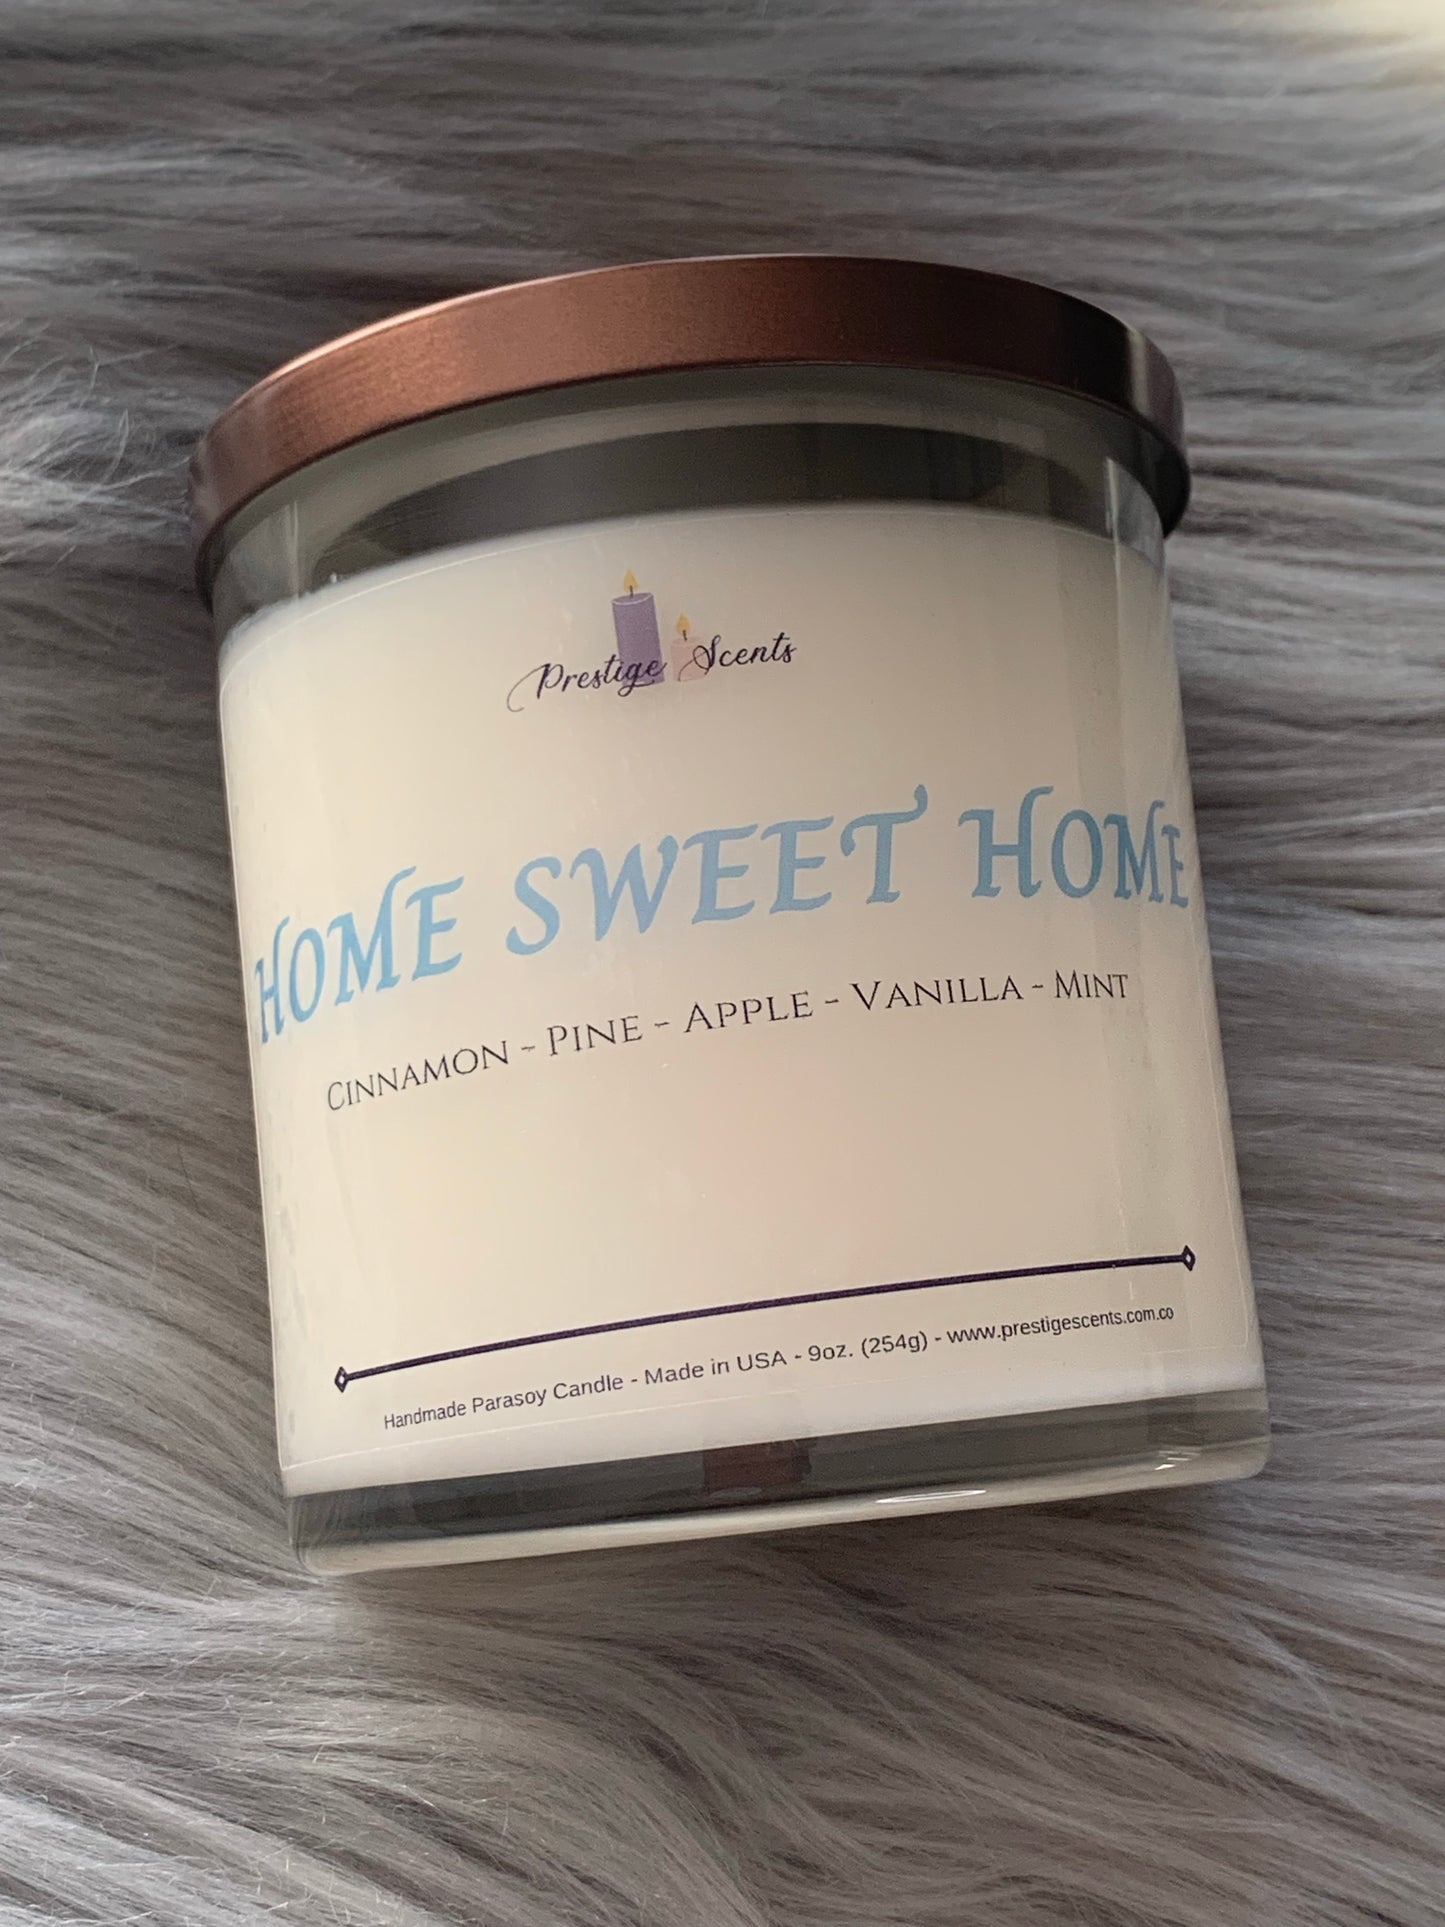 Prestige Scents
HOME SWEET HOME
CINNAMON - PINE - APPLE - VANILLA - MINT
Handmade Parasoy Candle - Made in USA - 9oz. (254g) - www.prestigescents.com.co